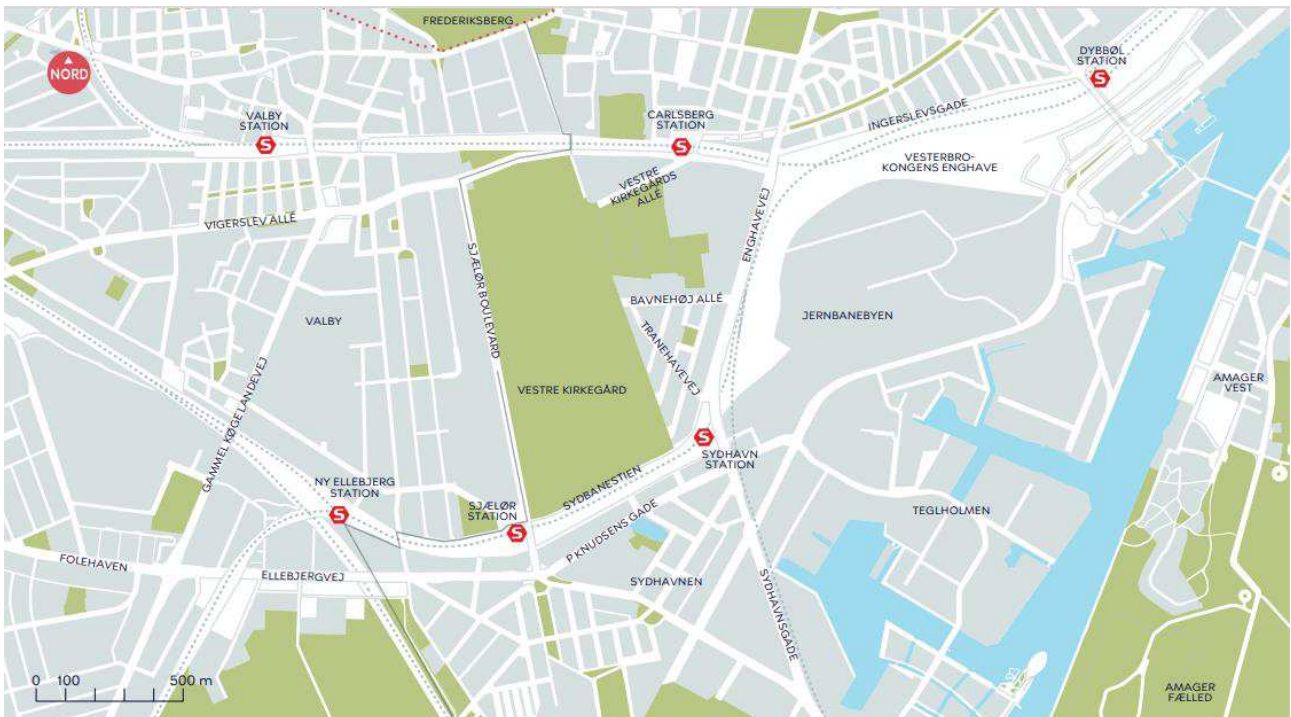 FREDERIKSBERG
NORD
DYBBØL
STATION
S
VALBY
STATION
S
CARLSBERG
STATION
S
INGERSLEVSGADE
VESTERBRO-
KONGENS ENGHAVE
VESTRE
KIRKEGÅRDS
ALLÉ
VIGERSLEV ALLÉ
SJÆLØR BOULEVARD
ENGHAVEVEJ
BAVNEHØJ ALLÉ
VALBY
JERNBANEBYEN
TRANEHAVEVEJ
AMAGER
VEST
VESTRE KIRKEGÅRD
GAMMEL KØGE LANDEVEJ
S
SYDHAVN
STATION
NY ELLEBJERG
STATION
S
SJÆLØR
STATION
S
SYDBANESTIEN
P KNUDSENS GADE
TEGLHOLMEN
FOLEHAVEN
ELLEBJERGVEJ
SYDHAVNEN
SYDHAVNSGADE
0 100 500 m
AMAGER
FÆLLED